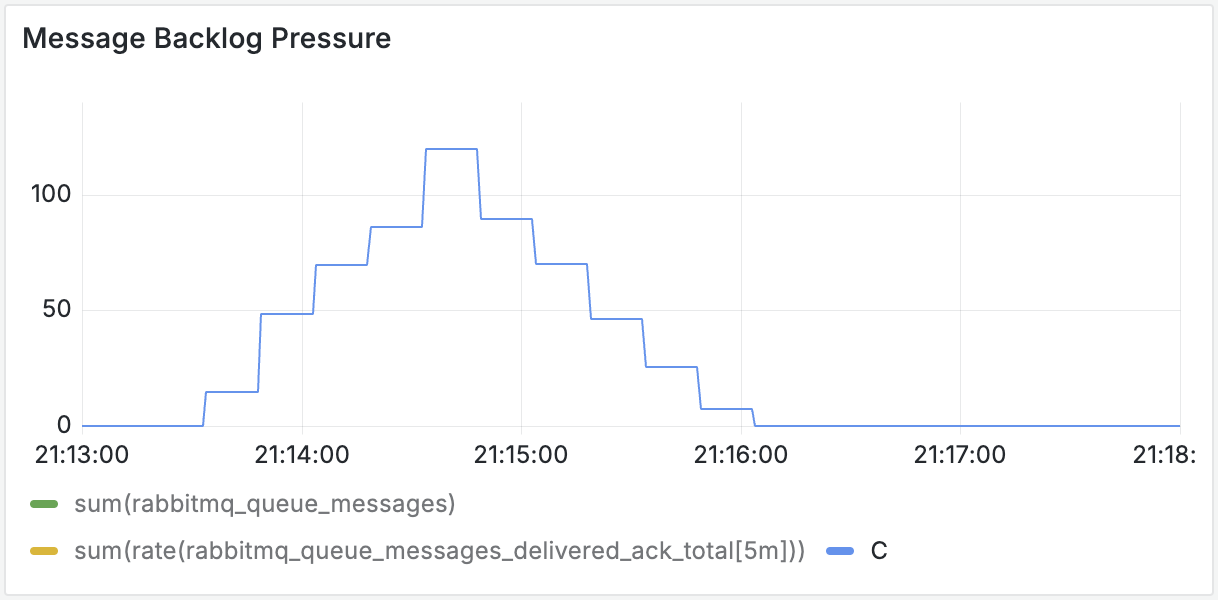 Message Backlog Pressure
100
50
0
21:13:00 21:14:00 21:15:00 21:16:00 21:17:00 21:18:
sum(rabbitmq_queue_messages)
sum(rate(rabbitmq_queue_messages_delivered_ack_total[5m])) C